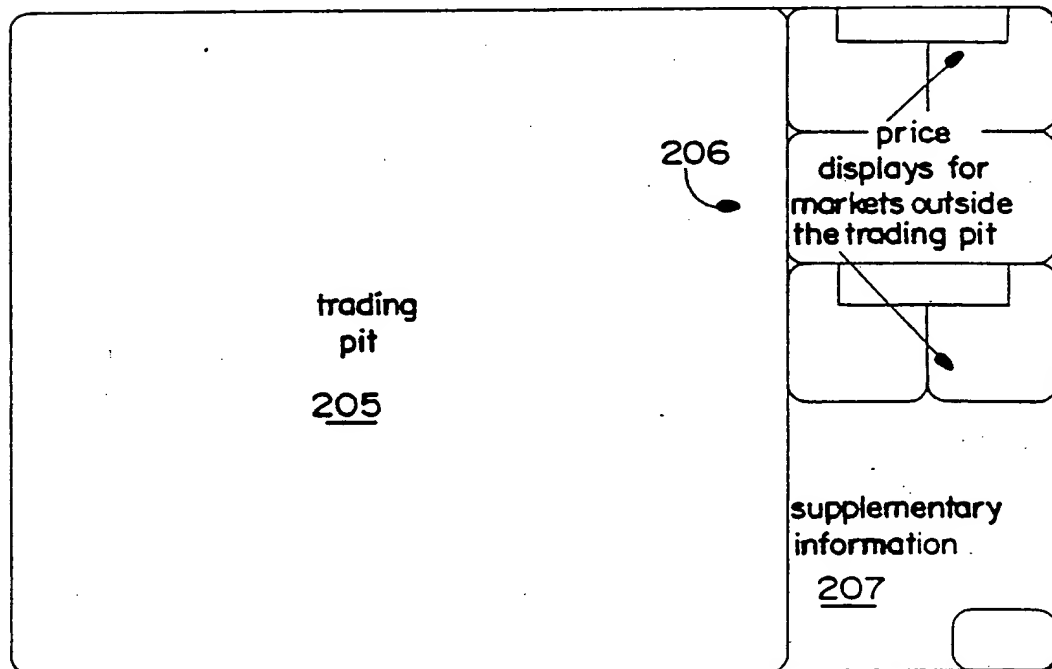 206
trading
pit
205
price
displays for
markets outside
the trading pit
supplementary
information
207